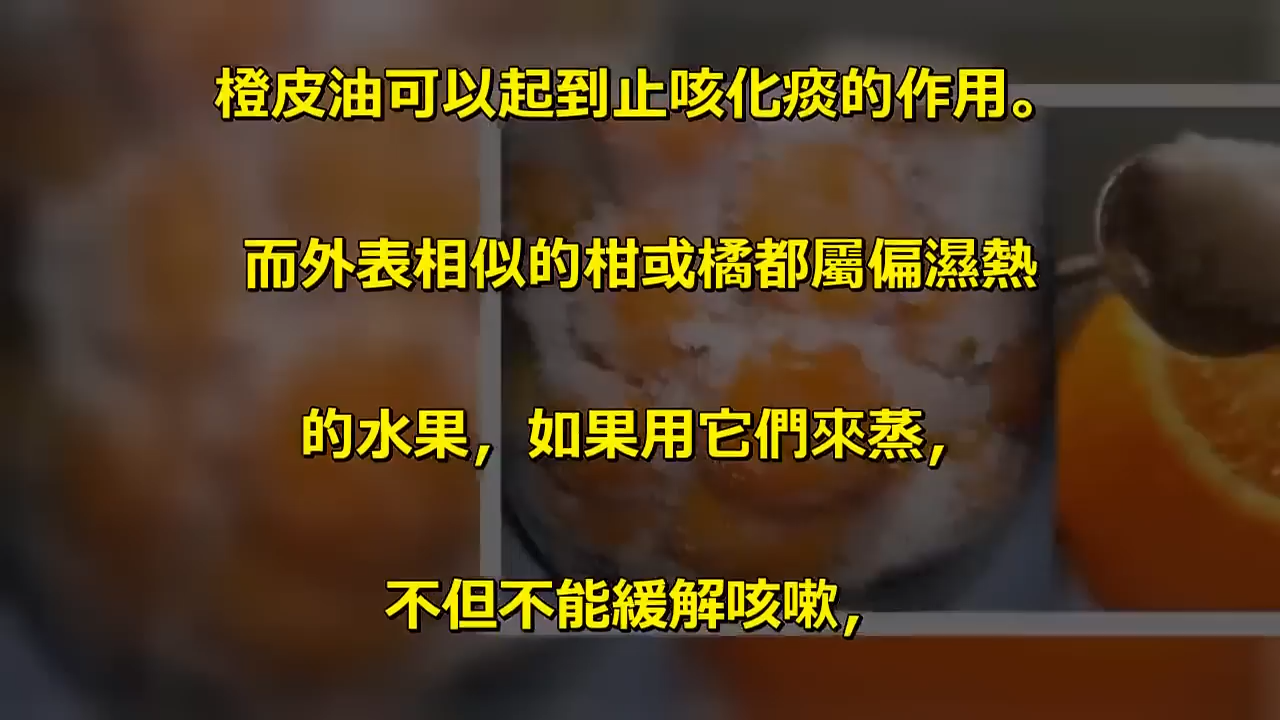 橙皮油可以起到止咳化痰的作用。
而外表相似的柑或橘都屬偏濕熱
的水果，如果用它們來蒸，
不但不能緩解咳嗽，